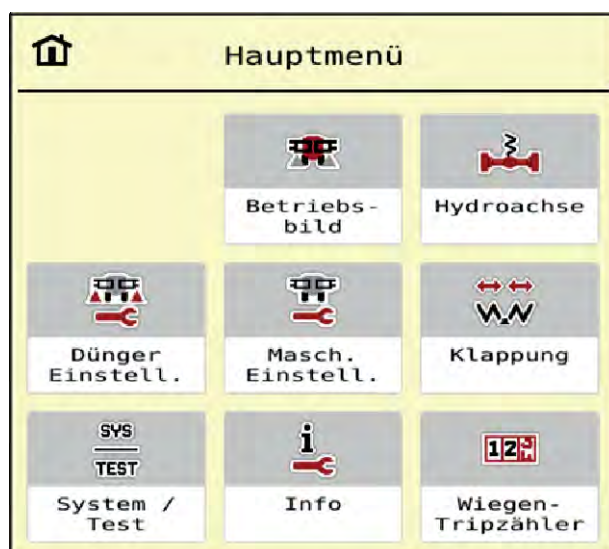 Hauptmenü
Betriebs-
bild
Hydroachse
Dünger
Einstell.
Masch.
Einstell.
Klappung
SYS
TEST
System /
Test
i
Info
12
Wiegen-
Tripzähler